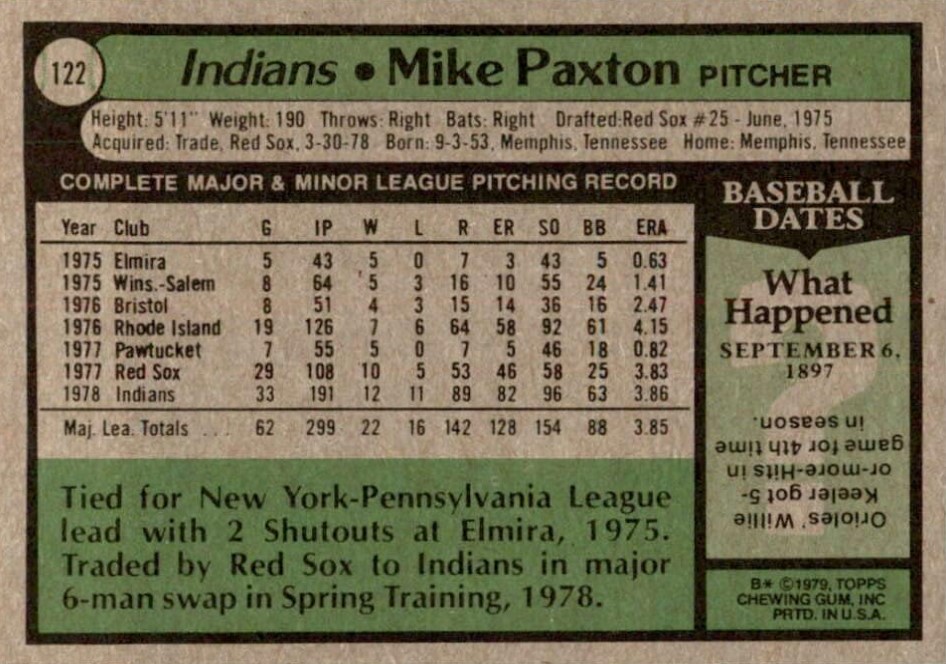 122
Indians • Mike Paxton PITCHER
Height: 5'11" Weight: 190 Throws: Right Bats: Right Drafted:Red Sox #25 - June, 1975
Acquired: Trade, Red Sox, 3-30-78 Born: 9-3-53, Memphis, Tennessee Home: Memphis, Tennessee
COMPLETE MAJOR & MINOR LEAGUE PITCHING RECORD
Year Club G IP W L R ER SO BB ERA
1975 Elmira 5 43 5 0 7 3 43 5 0.63
1975 Wins.-Salem 8 64 5 3 16 10 55 24 1.41
1976 Bristol 8 51 4 3 15 14 36 16 2.47
1976 Rhode Island 19 126 7 6 64 58 92 61 4.15
1977 Pawtucket 7 55 5 0 7 5 46 18 0.82
1977 Red Sox 29 108 10 5 53 46 58 25 3.83
1978 Indians 33 191 12 11 89 82 96 63 3.86
Maj. Lea. Totals ... 62 299 22 16 142 128 154 88 3.85
Tied for New York-Pennsylvania League
lead with 2 Shutouts at Elmira, 1975.
Traded by Red Sox to Indians in major
6-man swap in Spring Training, 1978.
BASEBALL
DATES
What
Happened
SEPTEMBER 6,
1897
?
Orioles' Willie
Keeler got 5-
or-more-Hits in
game for 4th time
in season.
B* ©1979, TOPPS
CHEWING GUM, INC
PRTD. IN U.S.A.